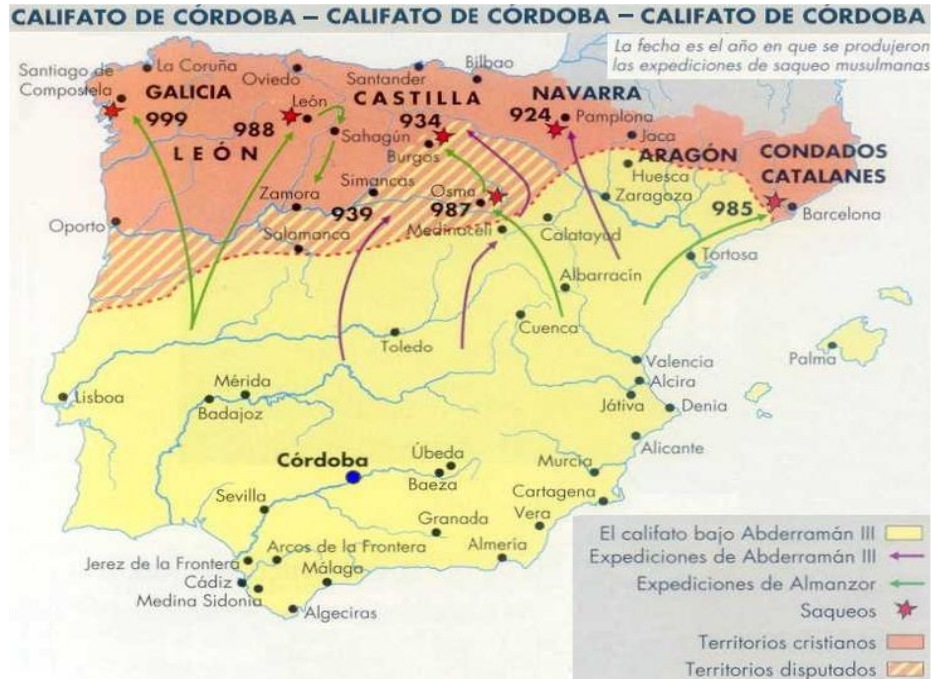 CALIFATO DE CÓRDOBA – CALIFATO DE CÓRDOBA – CALIFATO DE CÓRDOBA
La fecha es el año en que se produjeron
las expediciones de saqueo musulmanas
Santiago de
Compostela
La Coruña
Oviedo
Santander
Bilbao
GALICIA
999
León
988
LEÓN
Sahagún
CASTILLA
934
Burgos
NAVARRA
924
Pamplona
Jaca
ARAGÓN
Huesca
Zaragoza
CONDADOS
CATALANES
985
Barcelona
Zamora
Simancas
939
Osma
987
Oporto
Salamanca
Medinaceli
Calatayud
Tortosa
Albarracín
Cuenca
Toledo
Valencia
Palma
Lisboa
Mérida
Badajoz
Alcira
Játiva
Denia
Alicante
Córdoba
Úbeda
Baeza
Murcia
Sevilla
Cartagena
Granada
Vera
Jerez de la Frontera
Arcos de la Frontera
Almería
Cádiz
Málaga
Medina Sidonia
Algeciras
El califato bajo Abderramán III
Expediciones de Abderramán III
Expediciones de Almanzor
Saqueos
Territorios cristianos
Territorios disputados